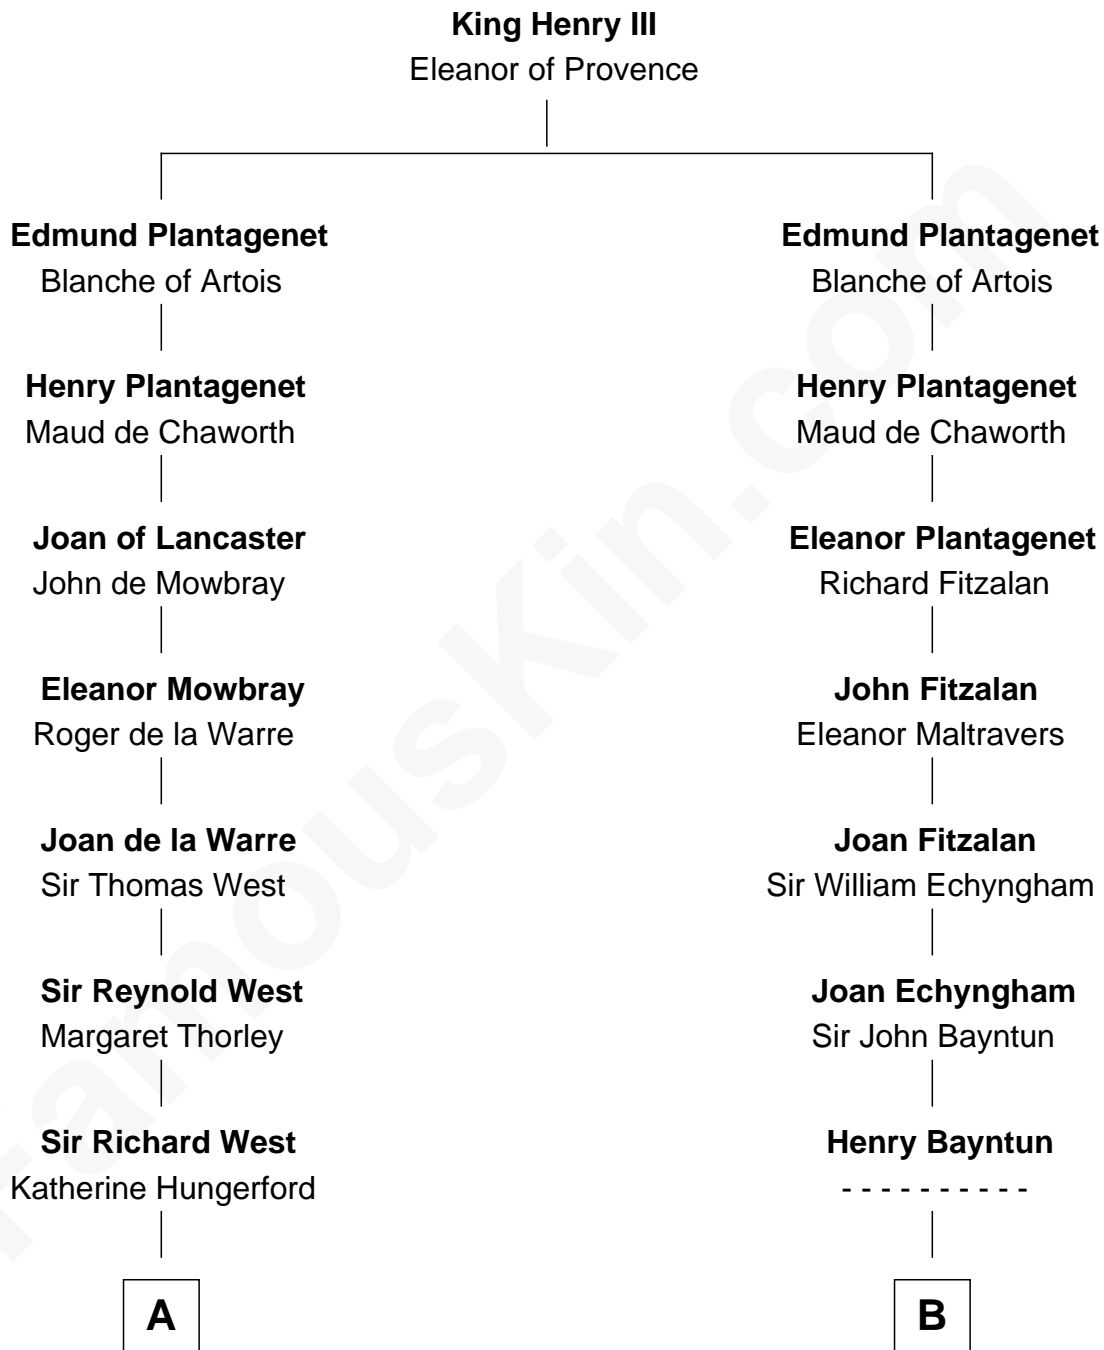 King Henry III
Eleanor of Provence
Edmund Plantagenet
Blanche of Artois
Henry Plantagenet
Maud de Chaworth
Joan of Lancaster
John de Mowbray
Eleanor Mowbray
Roger de la Warre
Joan de la Warre
Sir Thomas West
Sir Reynold West
Margaret Thorley
Sir Richard West
Katherine Hungerford
A
Edmund Plantagenet
Blanche of Artois
Henry Plantagenet
Maud de Chaworth
Eleanor Plantagenet
Richard Fitzalan
John Fitzalan
Eleanor Maltravers
Joan Fitzalan
Sir William Echyngham
Joan Echyngham
Sir John Bayntun
Henry Bayntun
- - - - - - - - - -
B
FamousKin.com